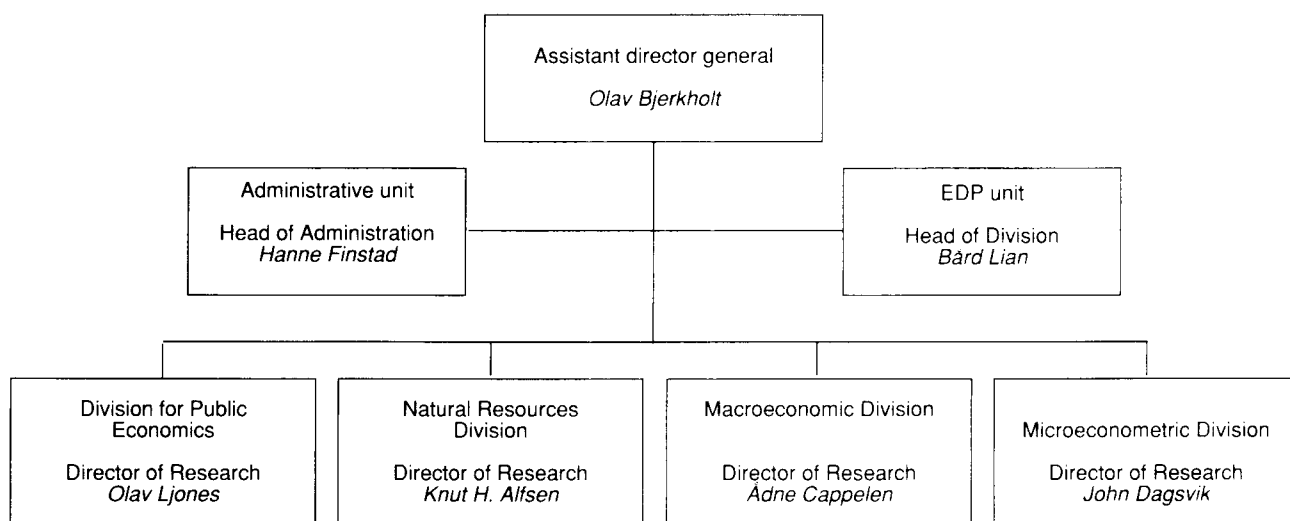 Assistant director general
Olav Bjerkholt
Administrative unit
Head of Administration
Hanne Finstad
EDP unit
Head of Division
Bård Lian
Division for Public
Economics
Director of Research
Olav Ljones
Natural Resources
Division
Director of Research
Knut H. Alfsen
Macroeconomic Division
Director of Research
Ådne Cappelen
Microeconometric Division
Director of Research
John Dagsvik